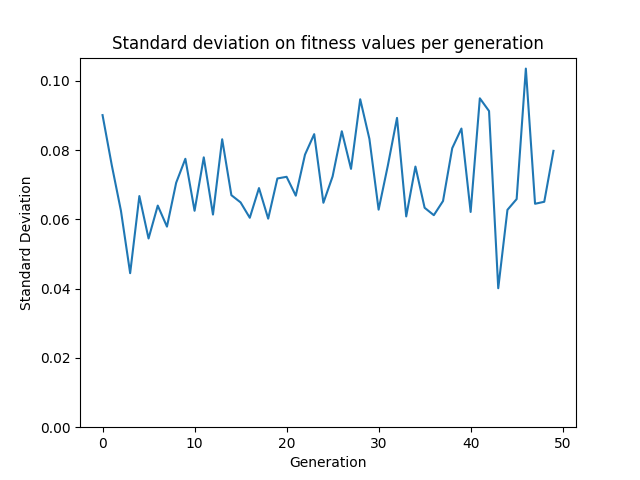 Standard deviation on fitness values per generation
0.10
0.08
0.06
0.04
0.02
0.00
Standard Deviation
0 10 20 30 40 50
Generation